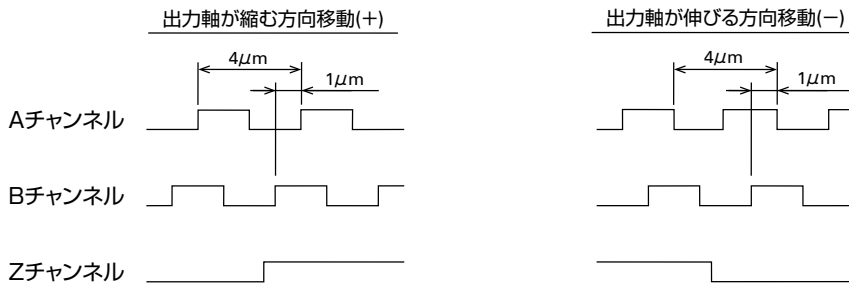 出力軸が縮む方向移動(+)
4μm
1μm
出力軸が伸びる方向移動(−)
4μm
1μm
Aチャンネル
Bチャンネル
Zチャンネル